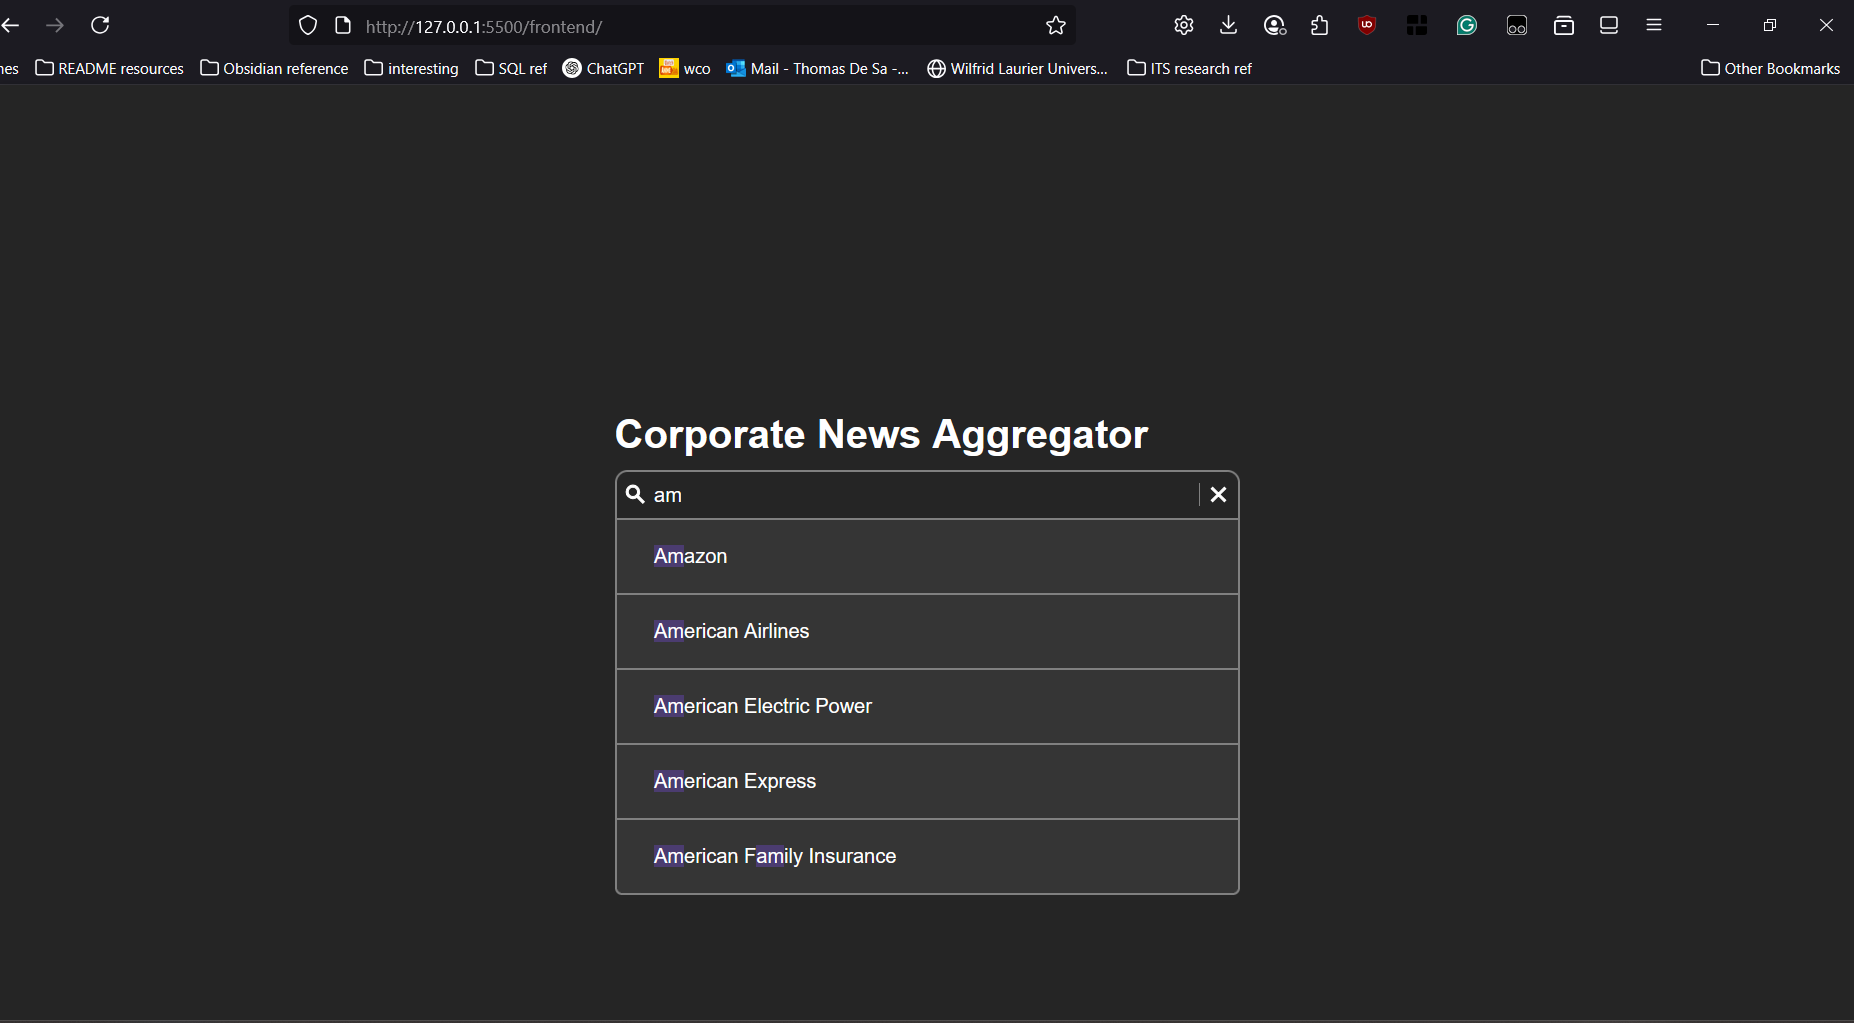 http://127.0.0.1:5500/frontend/
nes README resources Obsidian reference interesting SQL ref ChatGPT wco Mail - Thomas De Sa -... Wilfrid Laurier Univers... ITS research ref Other Bookmarks
Corporate News Aggregator
am
Amazon
American Airlines
American Electric Power
American Express
American Family Insurance